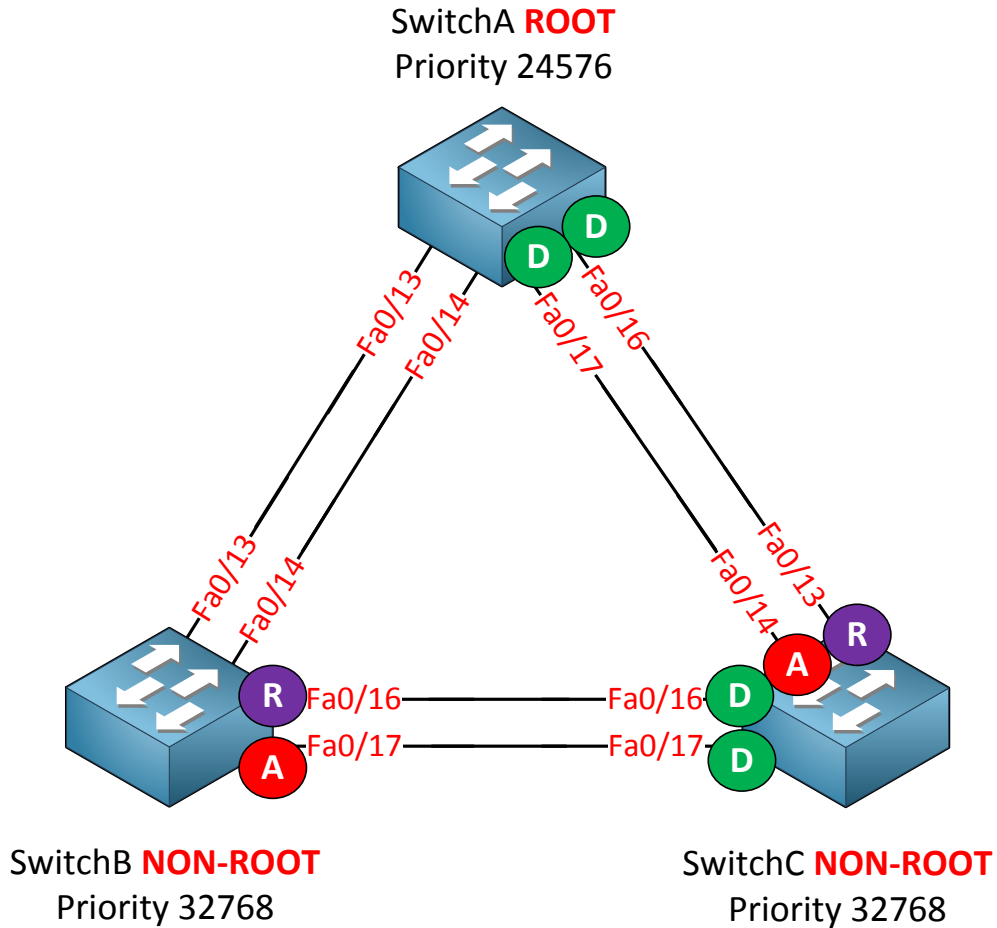 SwitchA ROOT
Priority 24576
D
D
Fa0/13
Fa0/14
Fa0/17
Fa0/16
Fa0/13
Fa0/14
Fa0/14
Fa0/13
R
A
R
Fa0/16
Fa0/16
D
A
Fa0/17
Fa0/17
D
SwitchB NON-ROOT
Priority 32768
SwitchC NON-ROOT
Priority 32768